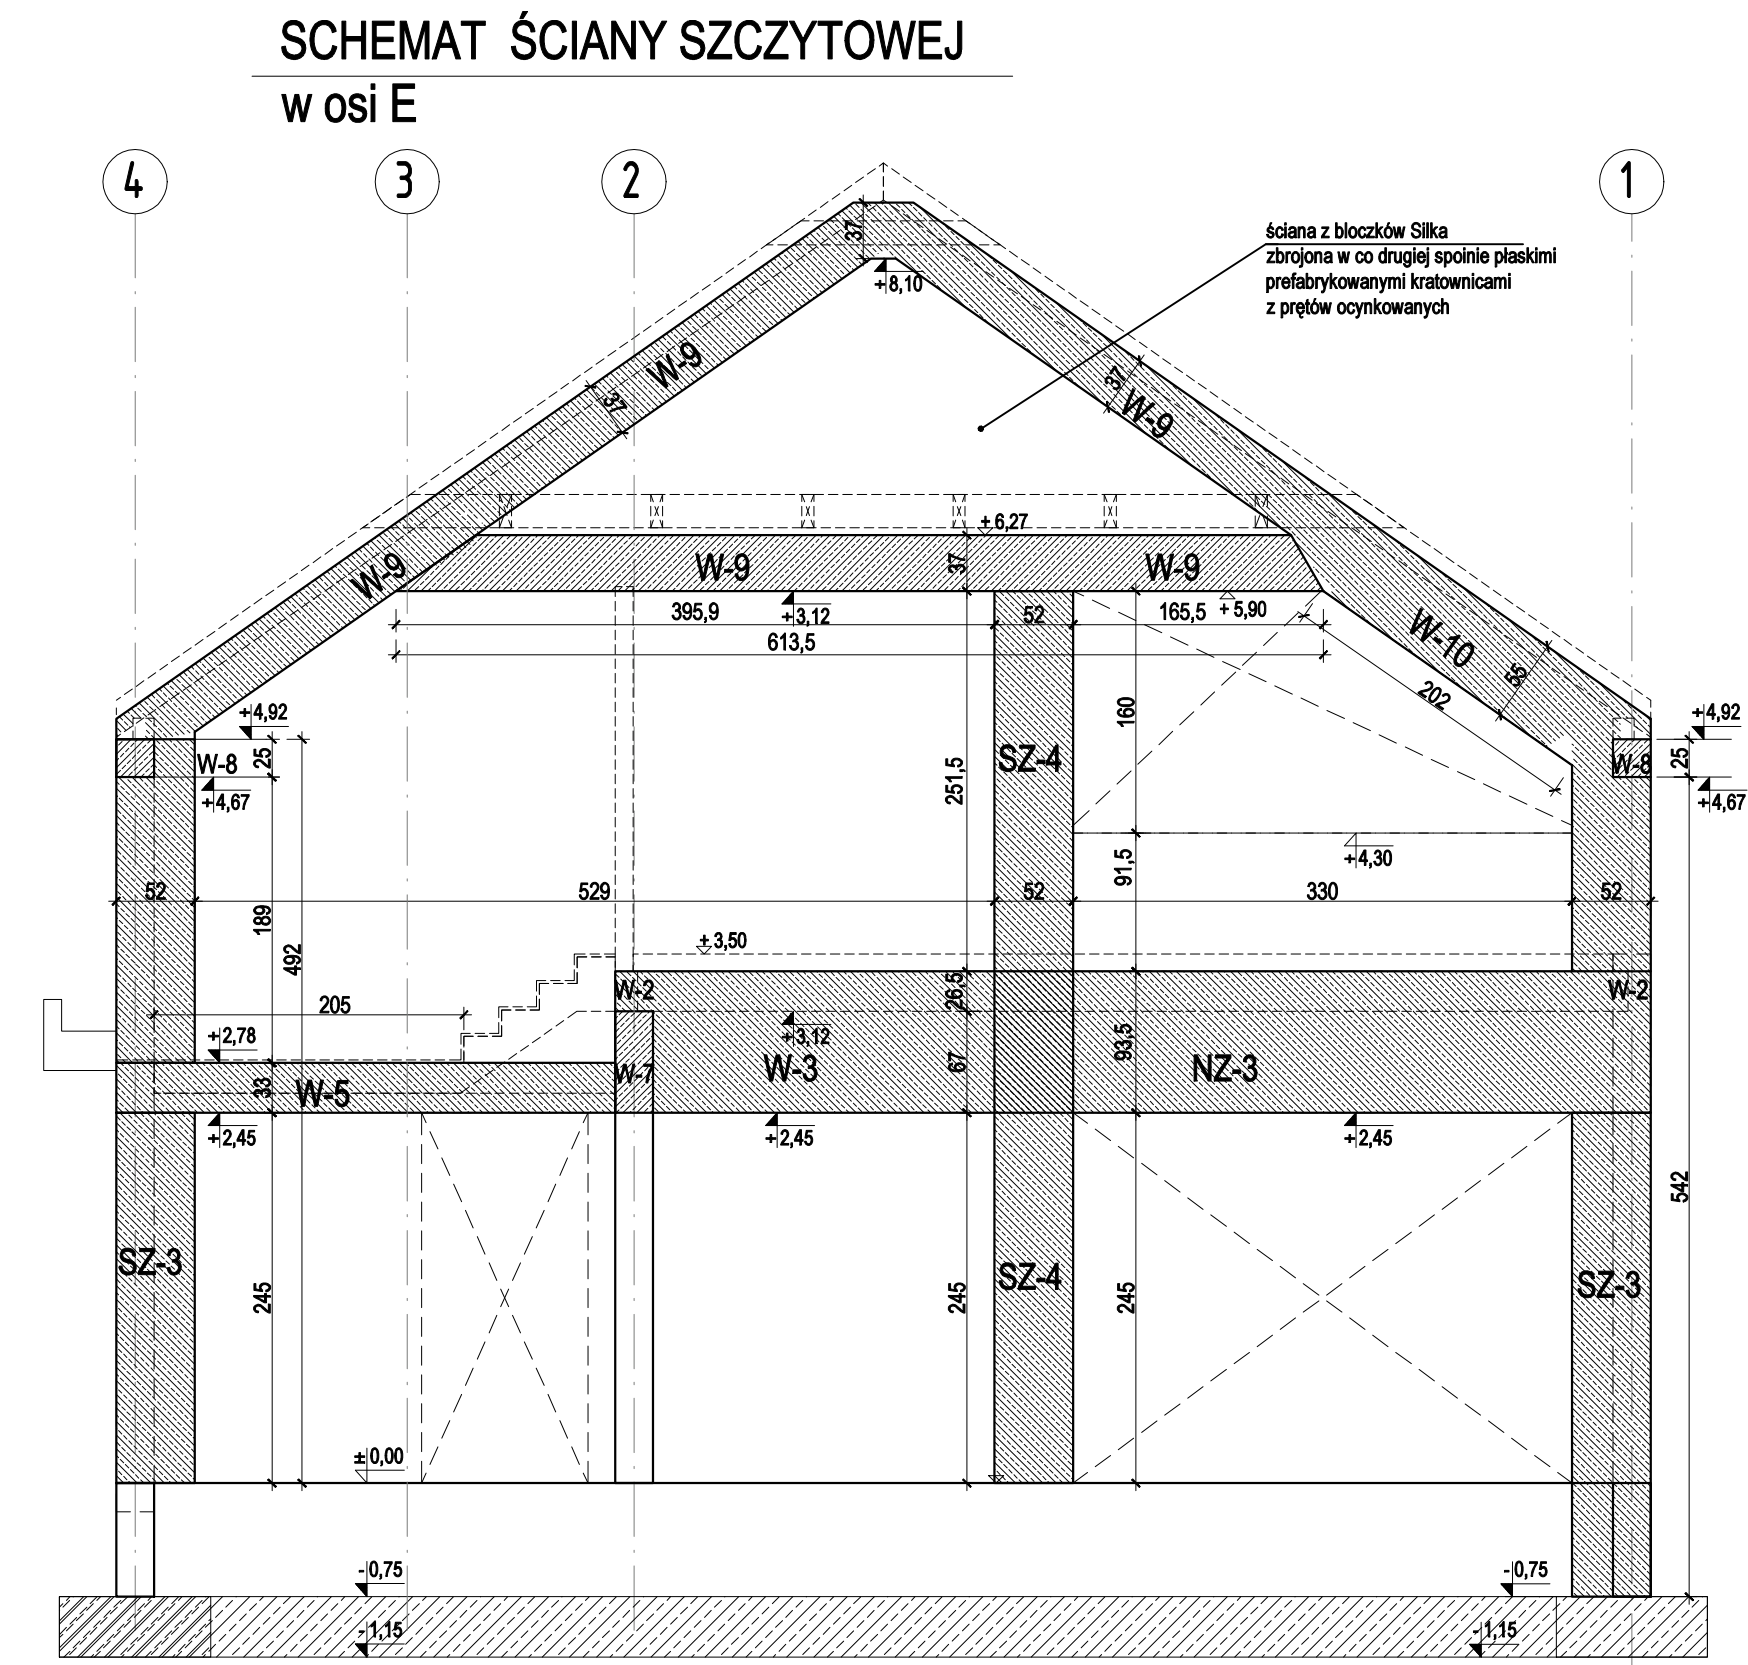 SCHEMAT ŚCIANY SZCZYTOWEJ
w osi E
4
3
2
1
ściana z bloczków Silka
zbrojona w co drugiej spoinie płaskimi
prefabrykowanymi kratownicami
z prętów ocynkowanych
37
+8,10
W-9
37
37
W-9
+6,27
W-9
W-9
37
W-9
395,9
+3,12
52
165,5
+5,90
613,5
W-10
55
202
+4,92
25
W-8
+4,67
160
SZ-4
251,5
+4,92
25
W-8
+4,67
+4,30
91,5
52
529
52
330
52
189
492
+3,50
205
W-2
26,5
W-2
+2,78
+3,12
93,5
W-7
W-3
67
NZ-3
33
W-5
+2,45
+2,45
+2,45
542
SZ-3
245
245
SZ-4
245
SZ-3
±0,00
-0,75
-0,75
-1,15
-1,15